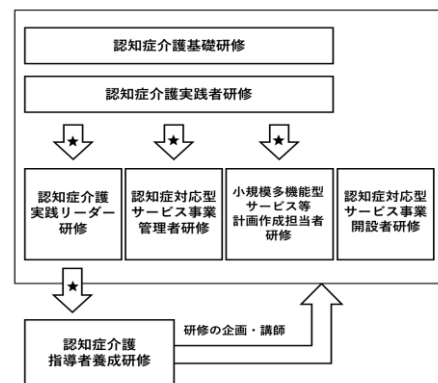 認知症介護基礎研修
認知症介護実践者研修
★
★
★
認知症介護
実践リーダー
研修
認知症対応型
サービス事業
管理者研修
小規模多機能型
サービス等
計画作成担当者
研修
認知症対応型
サービス事業
開設者研修
★
認知症介護
指導者養成研修
研修の企画・講師